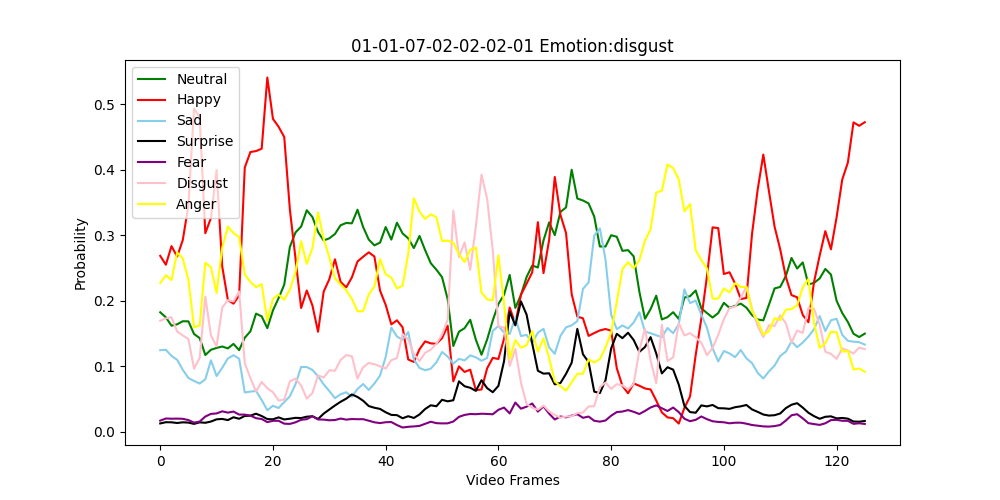 01-01-07-02-02-02-01 Emotion:disgust
Probability
0.5
0.4
0.3
0.2
0.1
0.0
Neutral
Happy
Sad
Surprise
Fear
Disgust
Anger
0 20 40 60 80 100 120
Video Frames